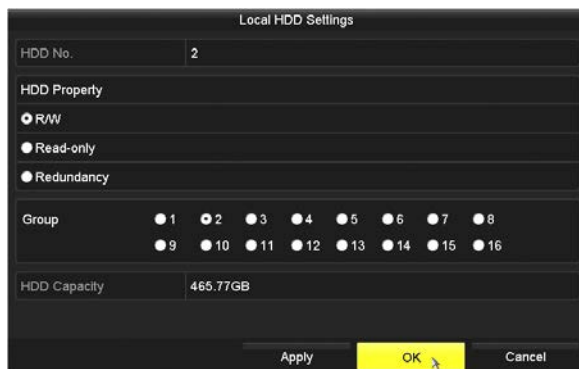 Local HDD Settings
HDD No. 2
HDD Property
R/W
Read-only
Redundancy
Group 1 2 3 4 5 6 7 8
9 10 11 12 13 14 15 16
HDD Capacity 465.77GB
Apply OK Cancel